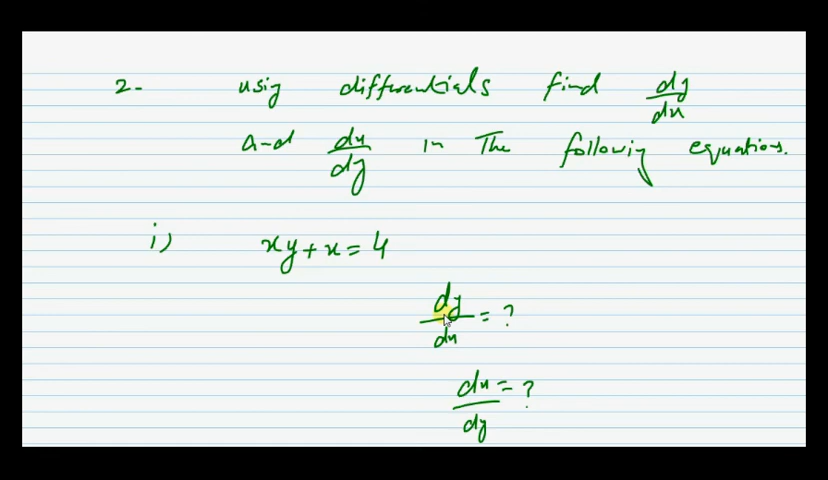 2- using differentials find dy/dx
and dx/dy in The following equations.
i) xy + x = 4
dy/dx = ?
dx/dy = ?